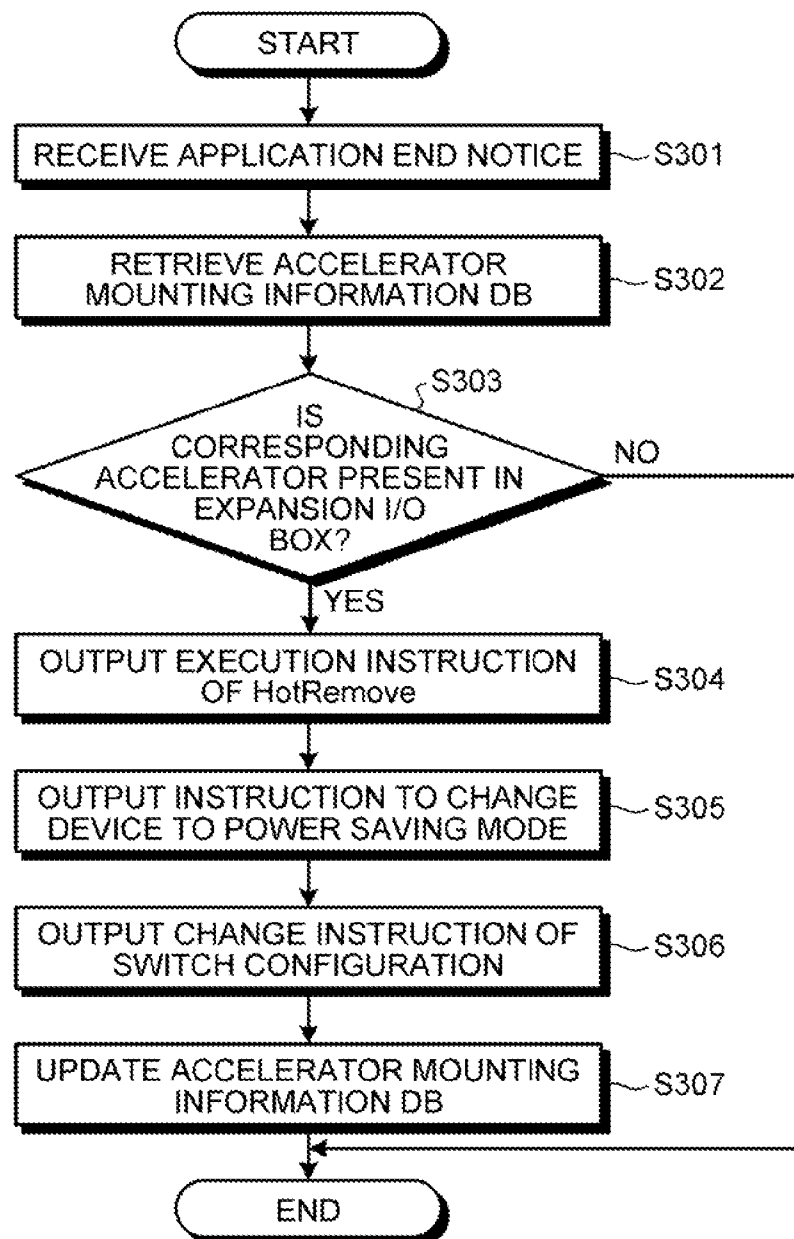 START
RECEIVE APPLICATION END NOTICE
S301
RETRIEVE ACCELERATOR
MOUNTING INFORMATION DB
S302
S303
IS
CORRESPONDING
ACCELERATOR PRESENT IN
EXPANSION I/O
BOX?
NO
YES
OUTPUT EXECUTION INSTRUCTION
OF HotRemove
S304
OUTPUT INSTRUCTION TO CHANGE
DEVICE TO POWER SAVING MODE
S305
OUTPUT CHANGE INSTRUCTION OF
SWITCH CONFIGURATION
S306
UPDATE ACCELERATOR MOUNTING
INFORMATION DB
S307
END